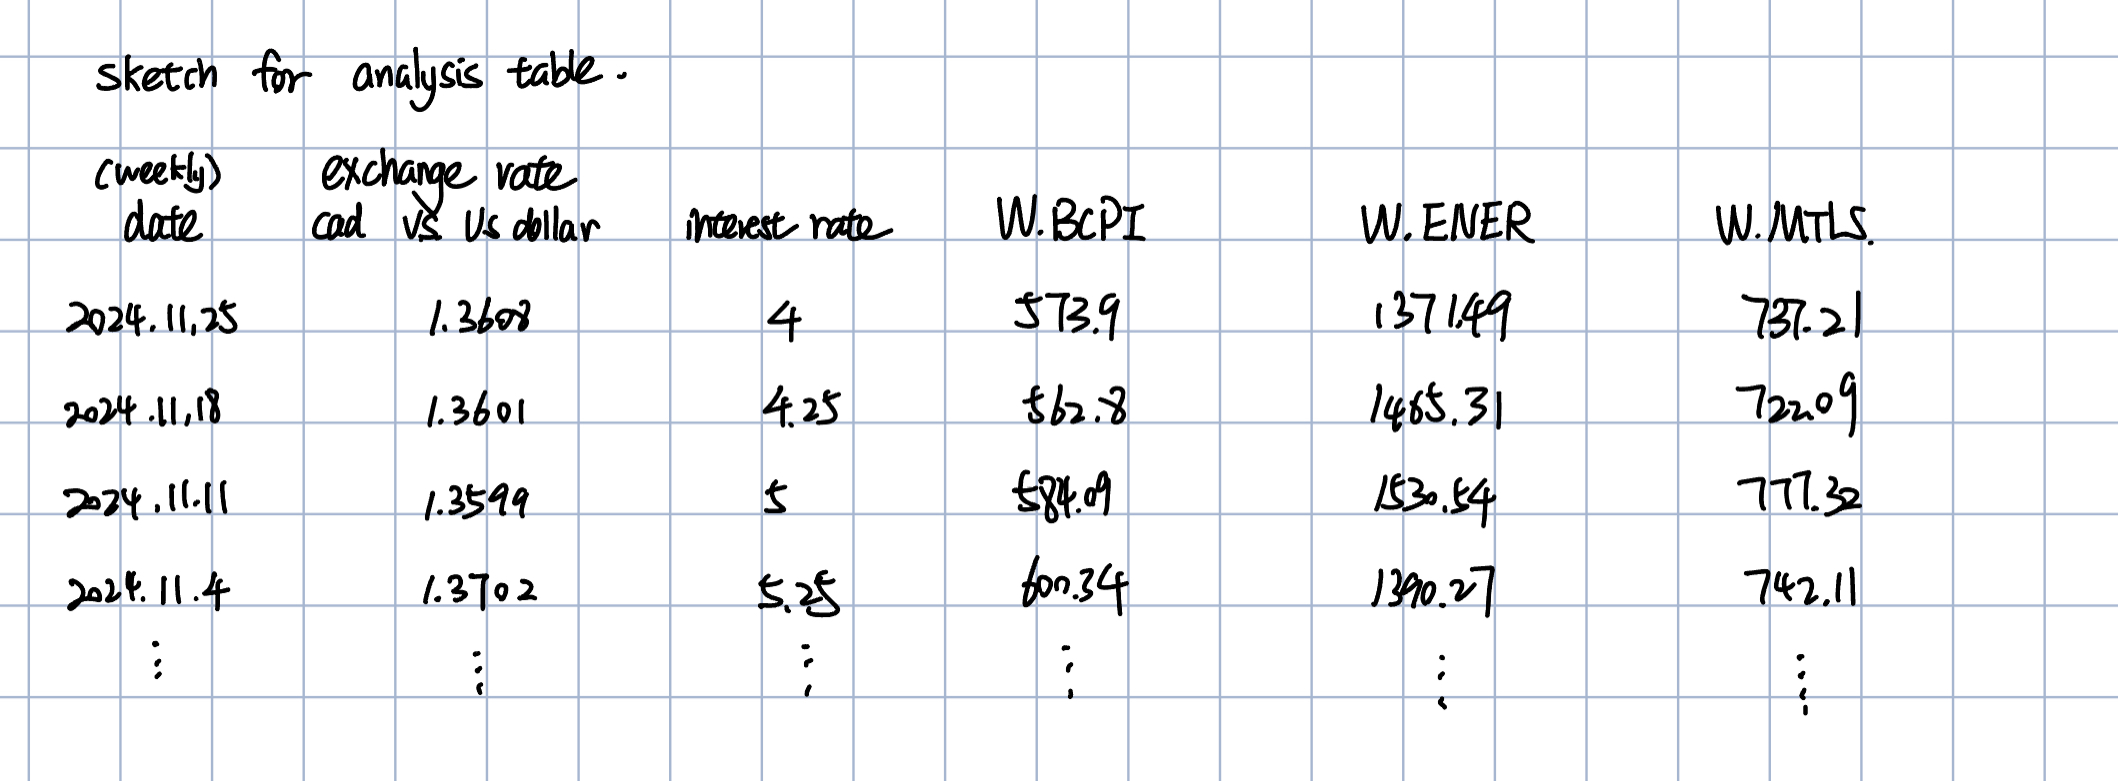 sketch for analysis table.
(weekly) exchange rate
date cad vs Us dollar interest rate W.BCPI W.ENER W.MTLS.
2024.11.25 1.3608 4 573.9 1371.49 737.21
2024.11.18 1.3601 4.25 562.8 1465.31 722.09
2024.11.11 1.3599 5 584.09 1530.54 777.32
2024.11.4 1.3702 5.25 600.34 1390.27 742.11
⋮ ⋮ ⋮ ⋮ ⋮ ⋮